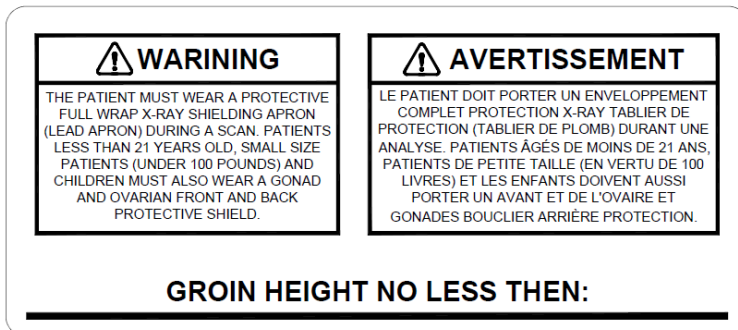 WARINING
THE PATIENT MUST WEAR A PROTECTIVE
FULL WRAP X-RAY SHIELDING APRON
(LEAD APRON) DURING A SCAN. PATIENTS
LESS THAN 21 YEARS OLD, SMALL SIZE
PATIENTS (UNDER 100 POUNDS) AND
CHILDREN MUST ALSO WEAR A GONAD
AND OVARIAN FRONT AND BACK
PROTECTIVE SHIELD.
AVERTISSEMENT
LE PATIENT DOIT PORTER UN ENVELOPPEMENT
COMPLET PROTECTION X-RAY TABLIER DE
PROTECTION (TABLIER DE PLOMB) DURANT UNE
ANALYSE. PATIENTS ÂGÉS DE MOINS DE 21 ANS,
PATIENTS DE PETITE TAILLE (EN VERTU DE 100
LIVRES) ET LES ENFANTS DOIVENT AUSSI
PORTER UN AVANT ET DE L'OVAIRE ET
GONADES BOUCLIER ARRIÈRE PROTECTION.
GROIN HEIGHT NO LESS THEN: